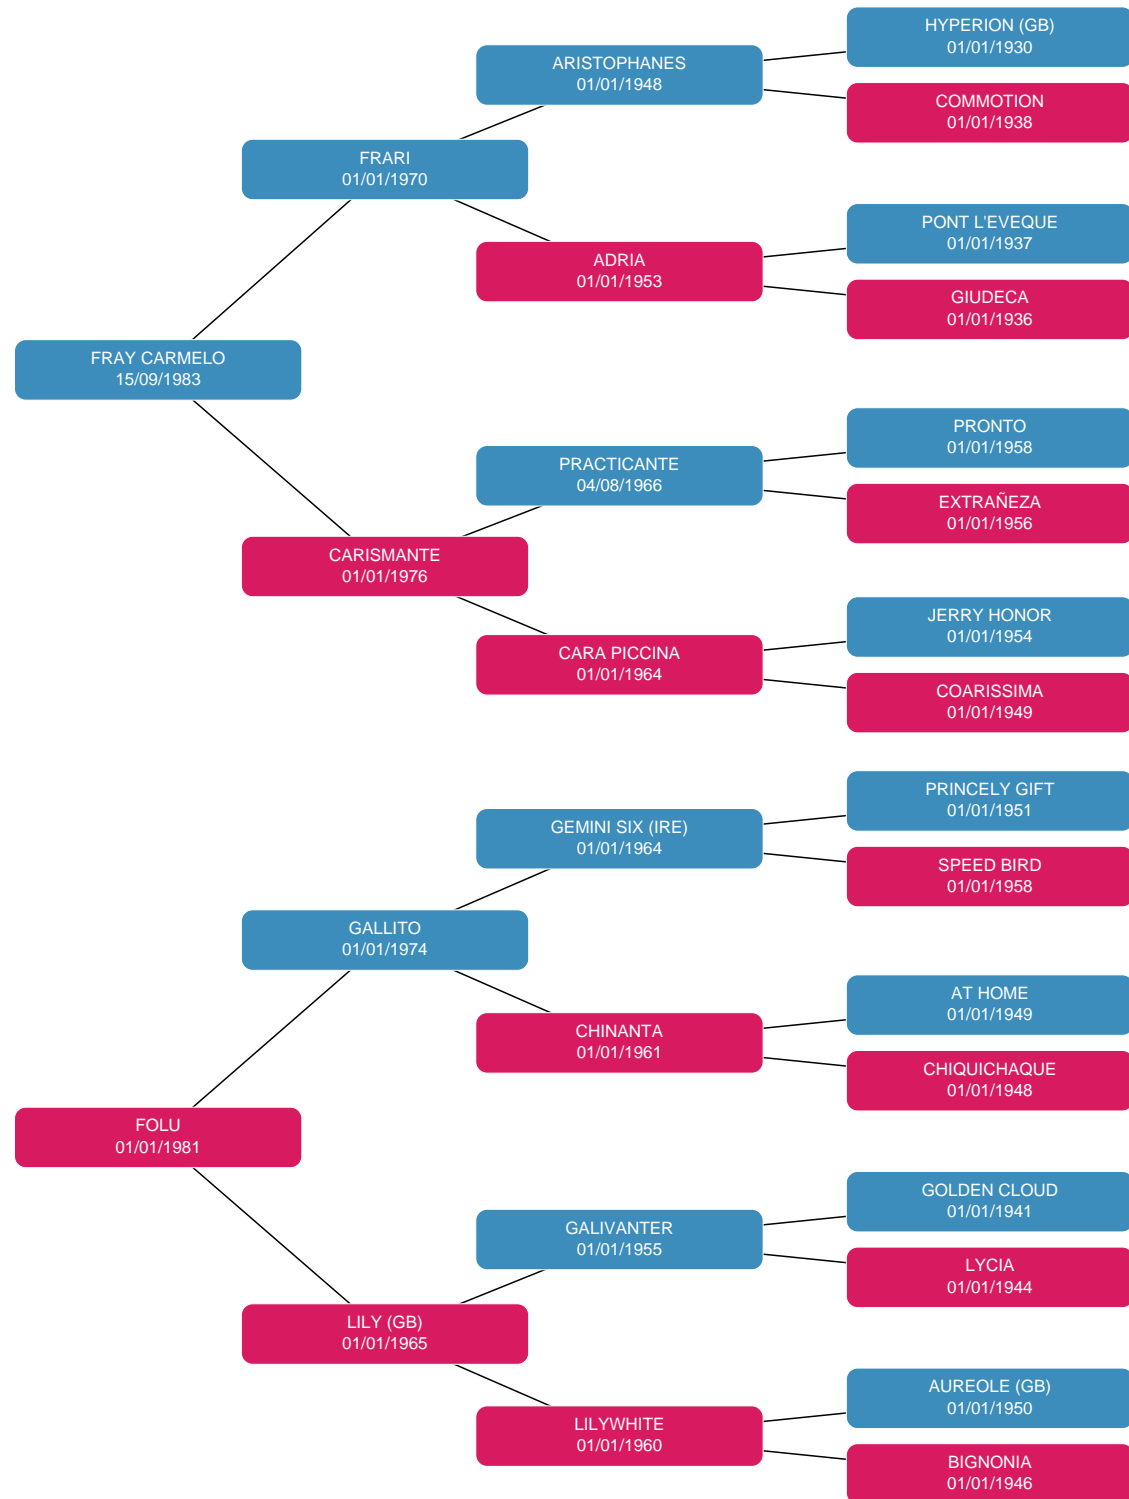 HYPERION (GB)
01/01/1930
ARISTOPHANES
01/01/1948
COMMOTION
01/01/1938
FRARI
01/01/1970
PONT L'EVEQUE
01/01/1937
ADRIA
01/01/1953
GIUDECA
01/01/1936
FRAY CARMELO
15/09/1983
PRONTO
01/01/1958
PRACTICANTE
04/08/1966
EXTRAÑEZA
01/01/1956
CARISMANTE
01/01/1976
JERRY HONOR
01/01/1954
CARA PICCINA
01/01/1964
COARISSIMA
01/01/1949
PRINCELY GIFT
01/01/1951
GEMINI SIX (IRE)
01/01/1964
SPEED BIRD
01/01/1958
GALLITO
01/01/1974
AT HOME
01/01/1949
CHINANTA
01/01/1961
CHIQUICHAQUE
01/01/1948
FOLU
01/01/1981
GOLDEN CLOUD
01/01/1941
GALIVANTER
01/01/1955
LYCIA
01/01/1944
LILY (GB)
01/01/1965
AUREOLE (GB)
01/01/1950
LILYWHITE
01/01/1960
BIGNONIA
01/01/1946